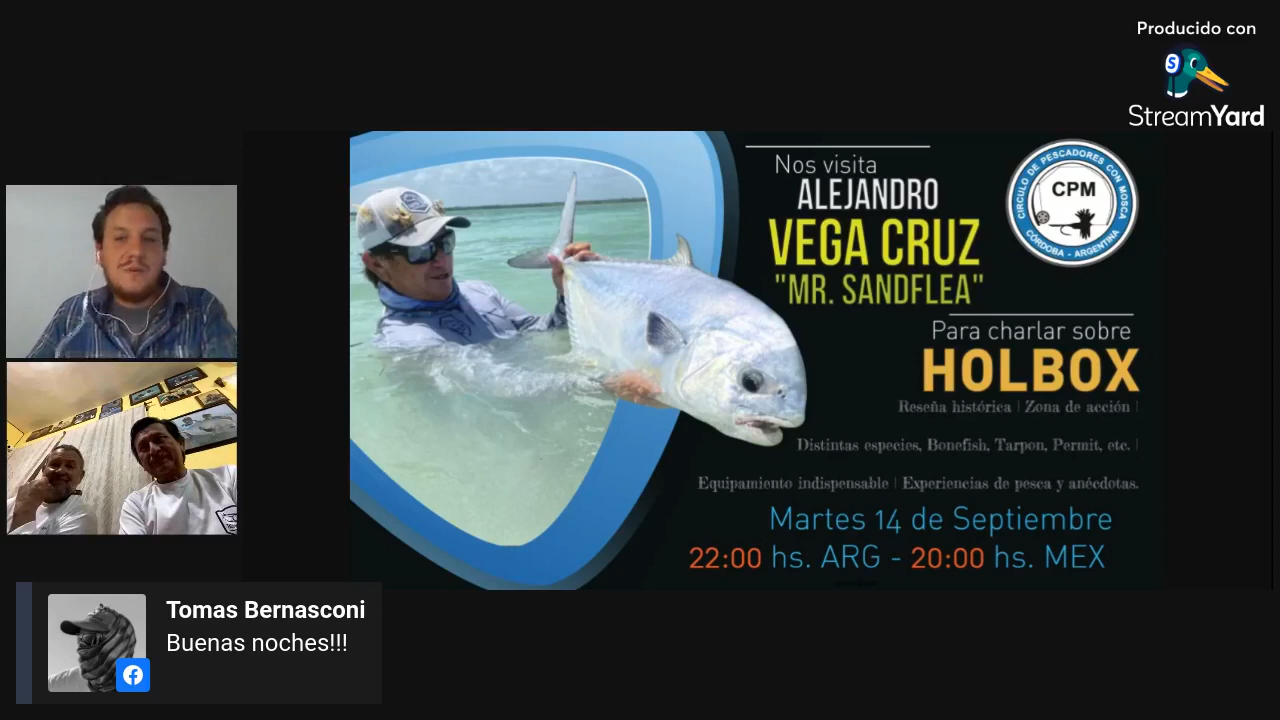 Producido con
StreamYard
Nos visita
ALEJANDRO
VEGA CRUZ
"MR. SANDFLEA"
CIRCULO DE PESCADORES CON MOSCA
CPM
CÓRDOBA - ARGENTINA
Para charlar sobre
HOLBOX
Reseña histórica | Zona de acción |
Distintas especies, Bonefish, Tarpon, Permit, etc. |
Equipamiento indispensable | Experiencias de pesca y anécdotas.
Martes 14 de Septiembre
22:00 hs. ARG - 20:00 hs. MEX
Tomas Bernasconi
Buenas noches!!!